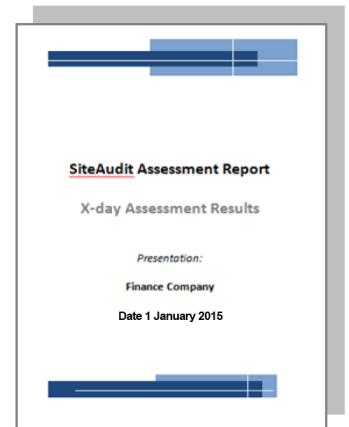 SiteAudit Assessment Report
X-day Assessment Results
Presentation:
Finance Company
Date 1 January 2015